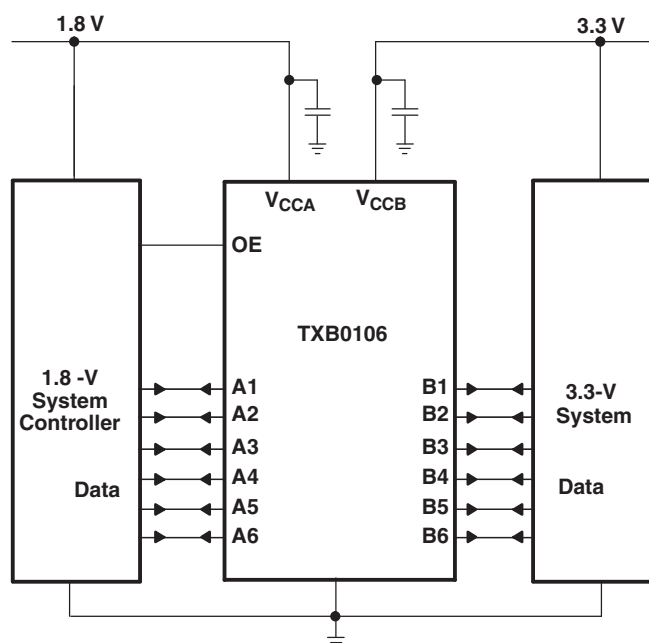 1.8 V
3.3 V
VCCA
VCCB
OE
TXB0106
1.8 -V
System
Controller
Data
A1
A2
A3
A4
A5
A6
B1
B2
B3
B4
B5
B6
3.3-V
System
Data